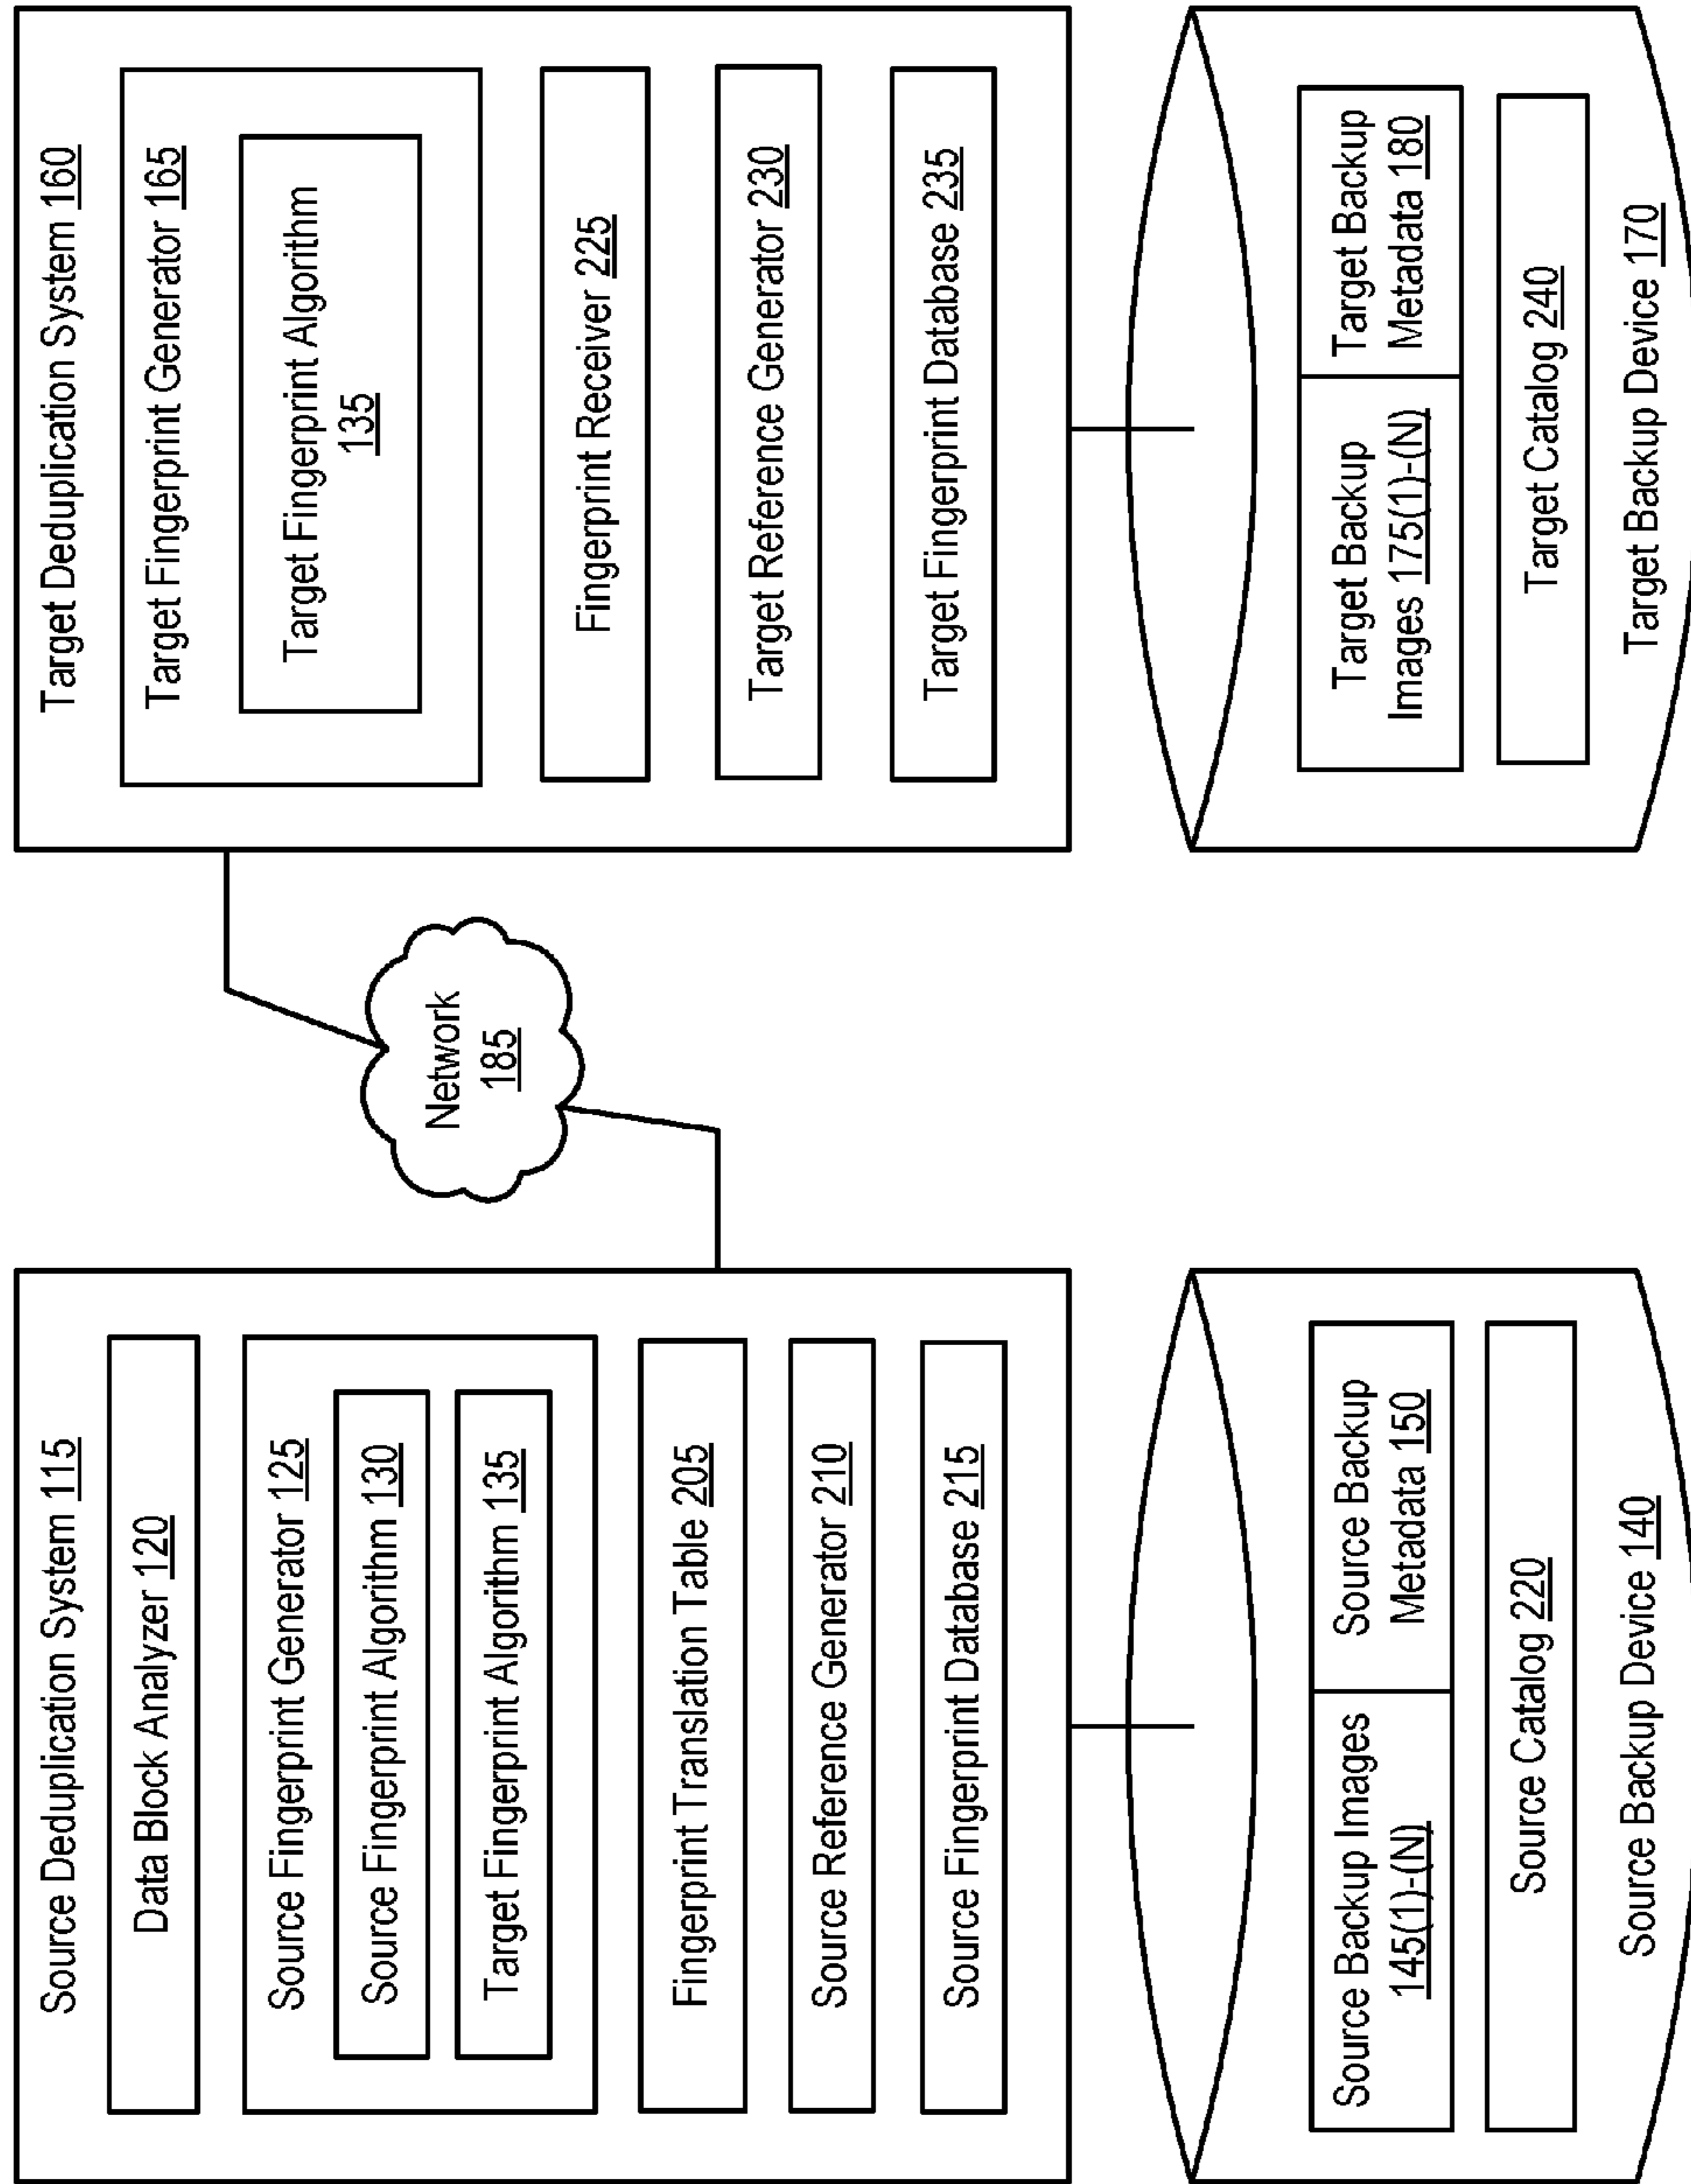 Source Deduplication System 115
Data Block Analyzer 120
Source Fingerprint Generator 125
Source Fingerprint Algorithm 130
Target Fingerprint Algorithm 135
Fingerprint Translation Table 205
Source Reference Generator 210
Source Fingerprint Database 215
Source Backup Images
145(1)-(N)
Source Backup
Metadata 150
Source Catalog 220
Source Backup Device 140
Network
185
Target Deduplication System 160
Target Fingerprint Generator 165
Target Fingerprint Algorithm
135
Fingerprint Receiver 225
Target Reference Generator 230
Target Fingerprint Database 235
Target Backup
Images 175(1)-(N)
Target Backup
Metadata 180
Target Catalog 240
Target Backup Device 170